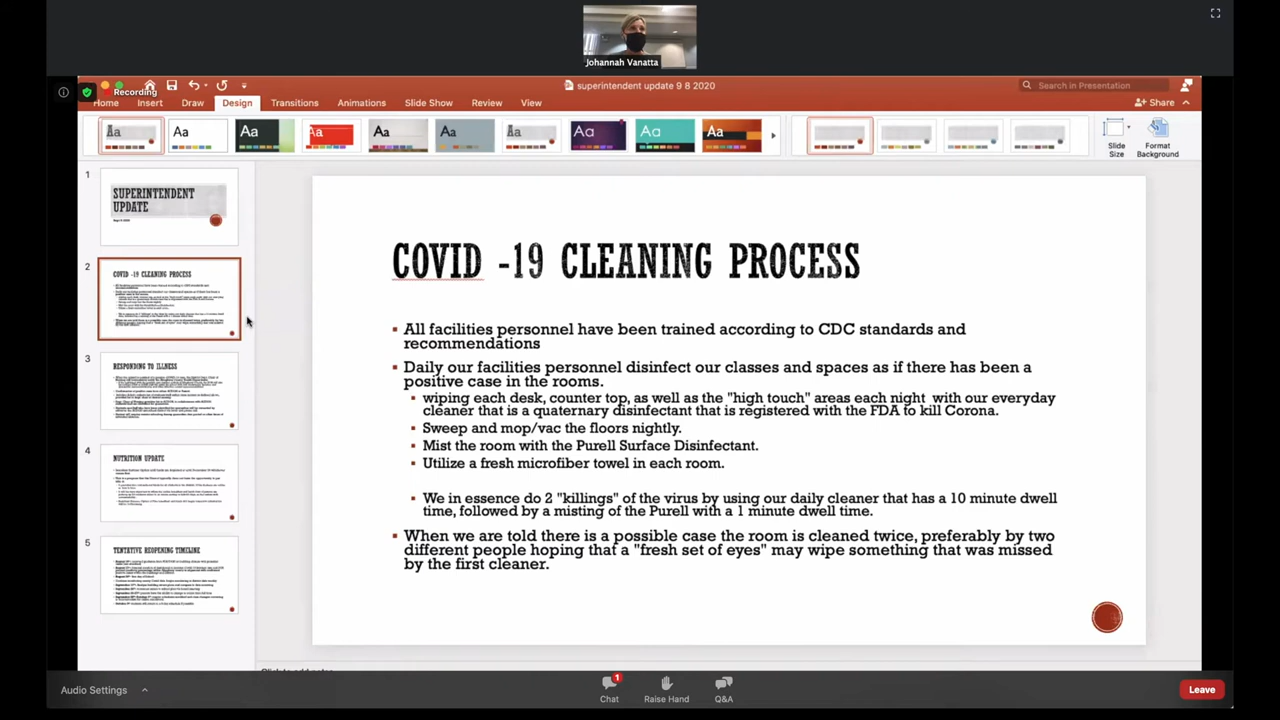 Johannah Vanatta
Recording
superintendent update 9 8 2020
Search in Presentation
Home
Insert
Draw
Design
Transitions
Animations
Slide Show
Review
View
Share
Aa
Aa
Aa
Aa
Aa
Aa
Aa
Aa
Aa
Aa
Slide
Size
Format
Background
1
SUPERINTENDENT
UPDATE
2
COVID -19 CLEANING PROCESS
3
RESPONDING TO ILLNESS
4
NUTRITION UPDATE
5
TENTATIVE REOPENING TIMELINE
COVID -19 CLEANING PROCESS
All facilities personnel have been trained according to CDC standards and
recommendations
Daily our facilities personnel disinfect our classes and spaces as if there has been a
positive case in the rooms.
wiping each desk, counter top, as well as the "high touch" areas each night with our everyday
cleaner that is a quaternary disinfectant that is registered with the FDA to kill Corona.
Sweep and mop/vac the floors nightly.
Mist the room with the Purell Surface Disinfectant.
Utilize a fresh microfiber towel in each room.
We in essence do 2 "killings" of the virus by using our daily cleaner that has a 10 minute dwell
time, followed by a misting of the Purell with a 1 minute dwell time.
When we are told there is a possible case the room is cleaned twice, preferably by two
different people hoping that a "fresh set of eyes" may wipe something that was missed
by the first cleaner.
Audio Settings
1
Chat
Raise Hand
Q&A
Leave